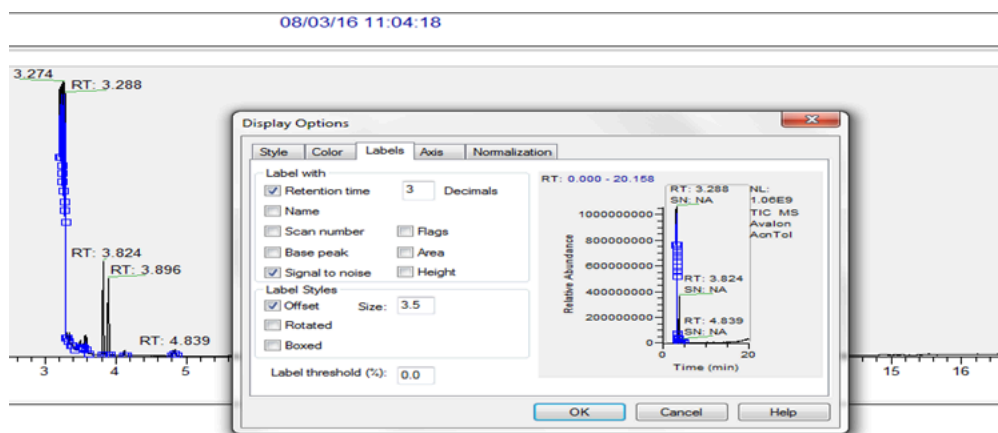 08/03/16 11:04:18
3.274
RT: 3.288
RT: 3.824
RT: 3.896
RT: 4.839
3 4 5 15 16
Display Options
Style Color Labels Axis Normalization
Label with
Retention time 3 Decimals
Name
Scan number Flags
Base peak Area
Signal to noise Height
Label Styles
Offset Size: 3.5
Rotated
Boxed
Label threshold (%): 0.0
RT: 0.000 - 20.158
RT: 3.288
SN: NA
NL:
1.06E9
TIC MS
Avalon
AcnTol
1000000000
800000000
600000000
400000000
200000000
0
Relative Abundance
RT: 3.824
SN: NA
RT: 4.839
SN: NA
0 20
Time (min)
OK Cancel Help